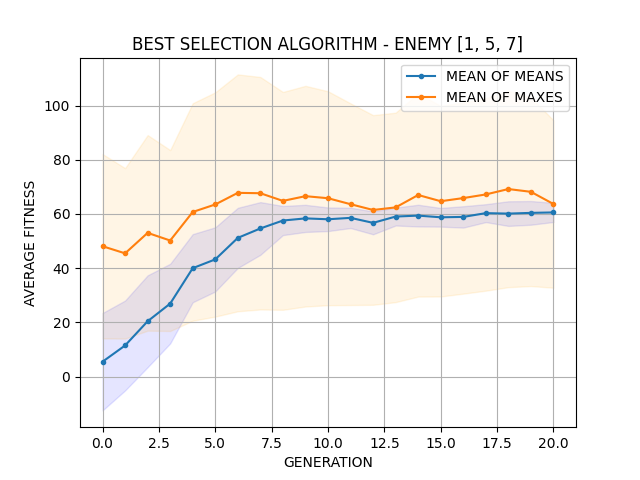 BEST SELECTION ALGORITHM - ENEMY [1, 5, 7]
MEAN OF MEANS
MEAN OF MAXES
AVERAGE FITNESS
100
80
60
40
20
0
0.0 2.5 5.0 7.5 10.0 12.5 15.0 17.5 20.0
GENERATION